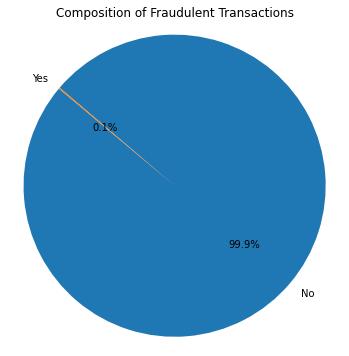 Composition of Fraudulent Transactions
Yes
0.1%
99.9%
No